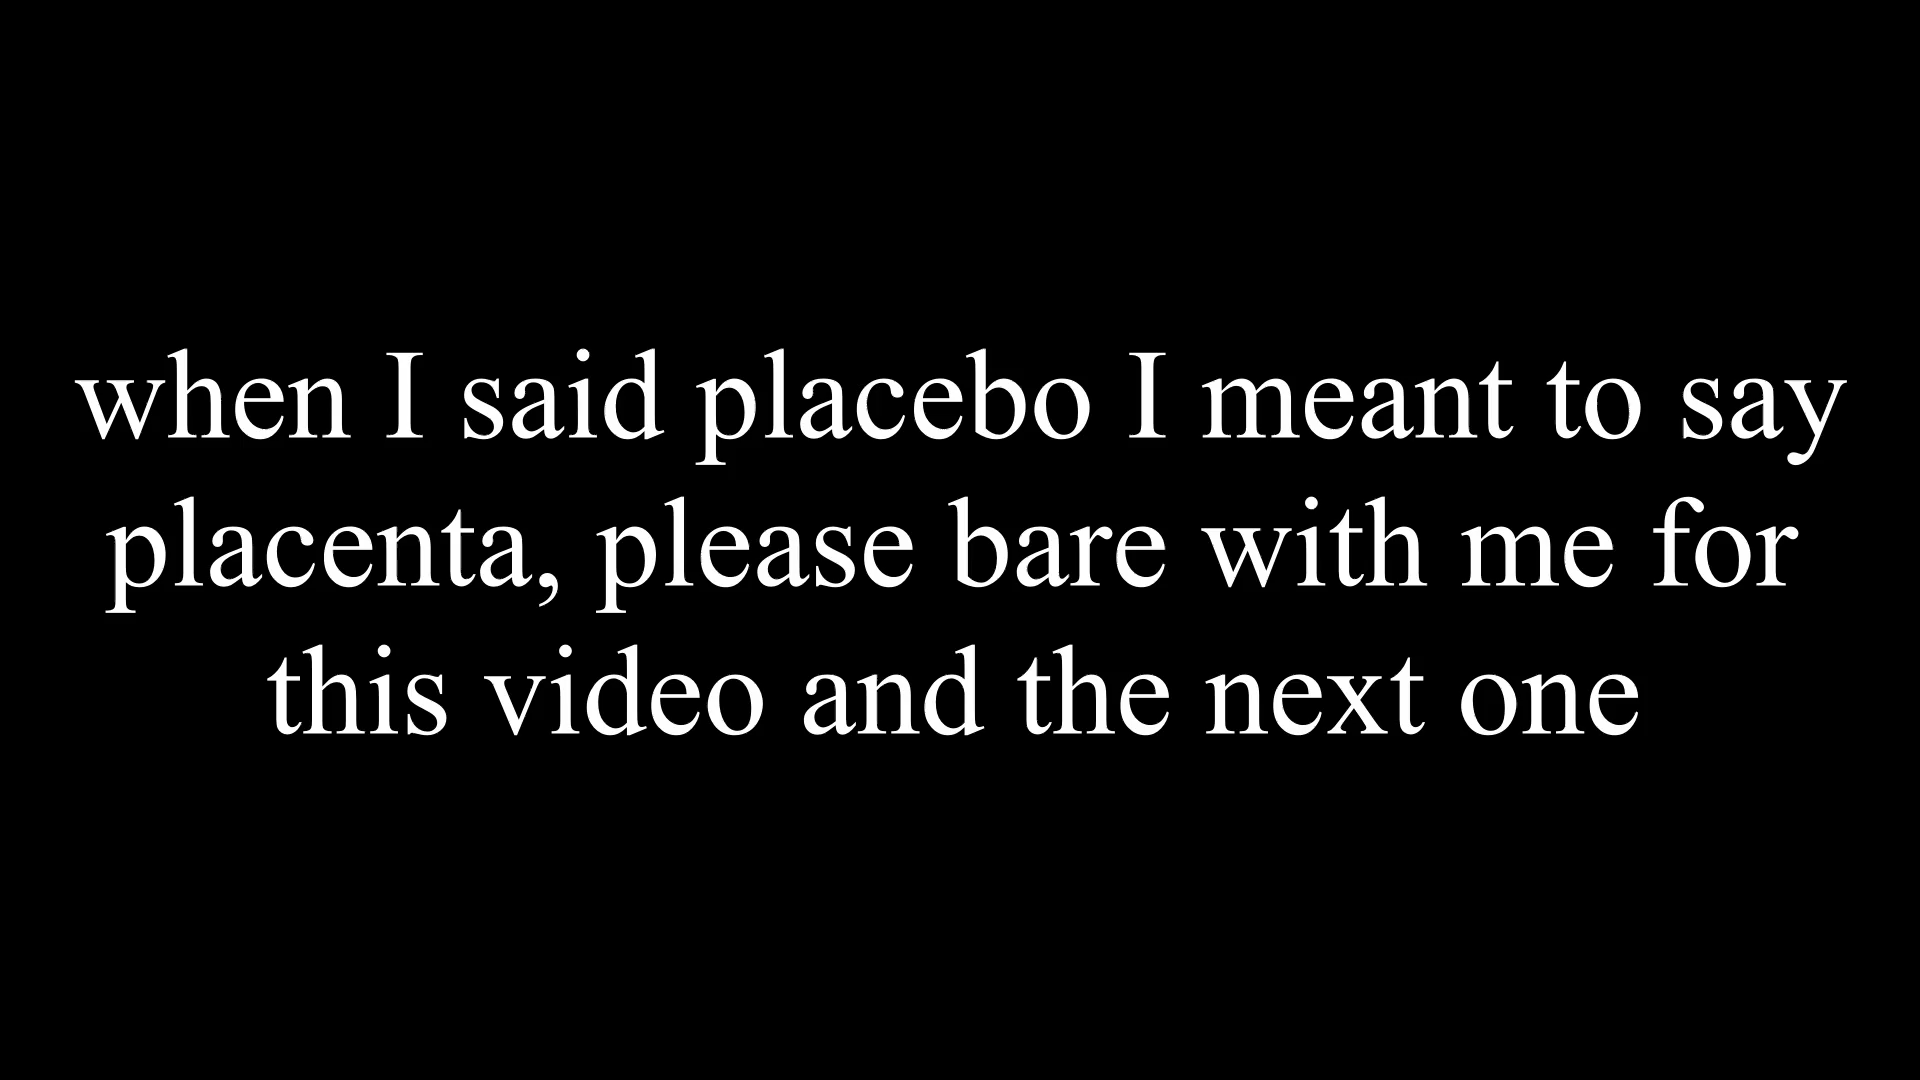 when I said placebo I meant to say
placenta, please bare with me for
this video and the next one